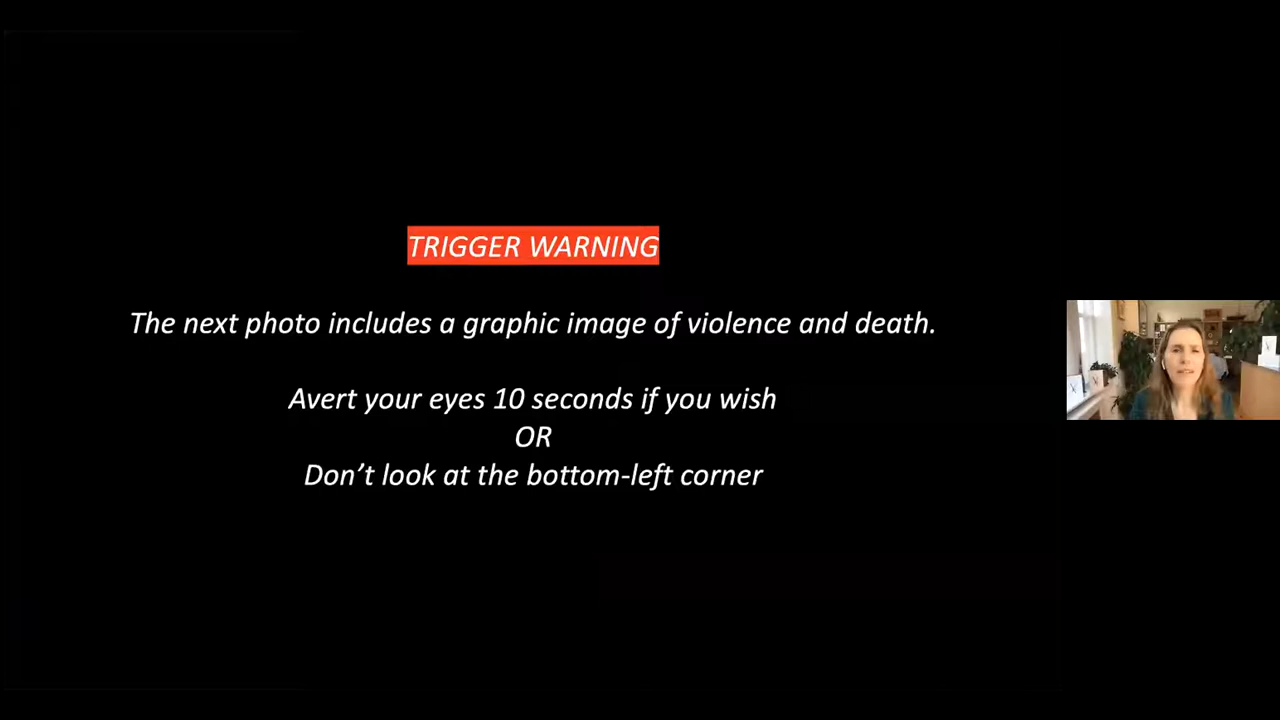 TRIGGER WARNING
The next photo includes a graphic image of violence and death.
Avert your eyes 10 seconds if you wish
OR
Don’t look at the bottom-left corner